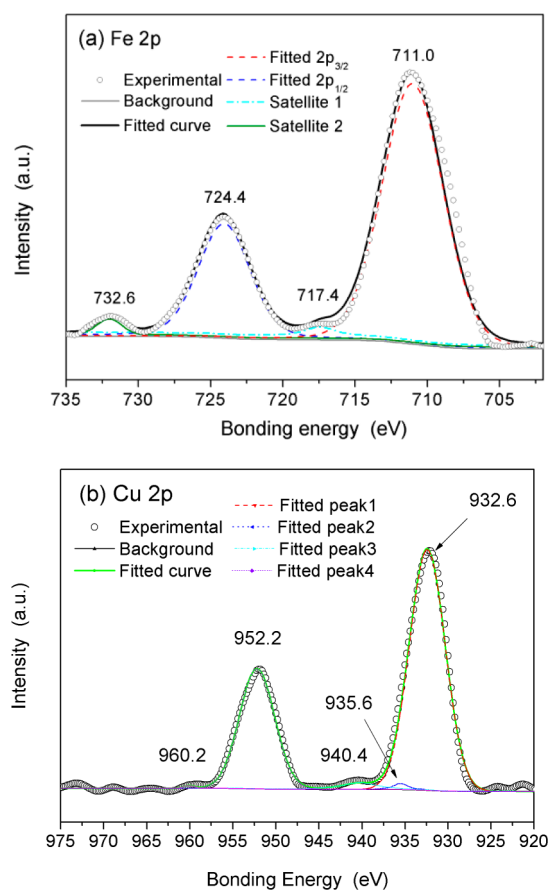 (a) Fe 2p
Experimental
Background
Fitted curve
Fitted 2p3/2
Fitted 2p1/2
Satellite 1
Satellite 2
711.0
724.4
732.6
717.4
Intensity (a.u.)
735 730 725 720 715 710 705
Bonding energy (eV)
(b) Cu 2p
Experimental
Background
Fitted curve
Fitted peak1
Fitted peak2
Fitted peak3
Fitted peak4
932.6
952.2
935.6
960.2
940.4
Intensity (a.u.)
975 970 965 960 955 950 945 940 935 930 925 920
Bonding Energy (eV)